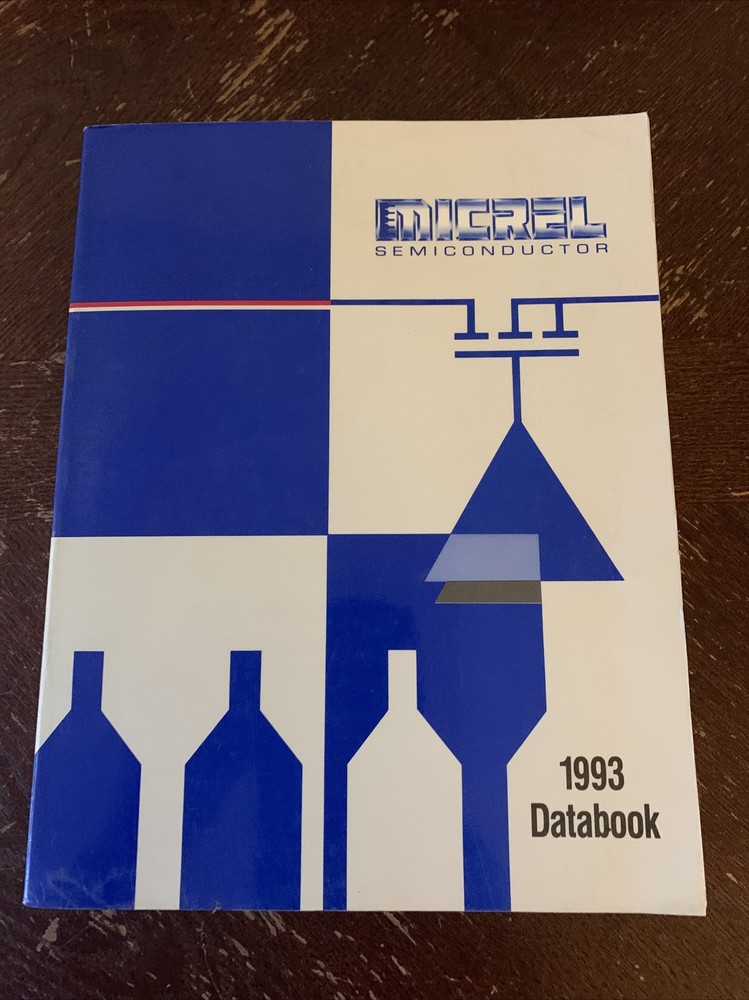 MICREL
SEMICONDUCTOR
1993
Databook